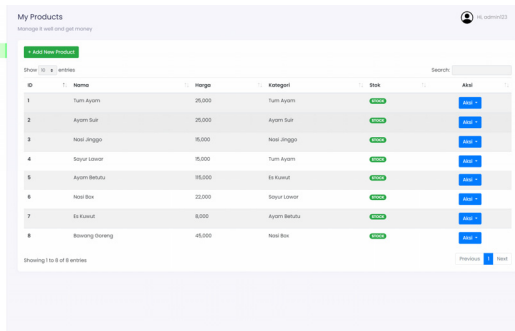 My Products
Hi, admin123
Manage it well and get money
+ Add New Product
Show 10 entries
Search:
ID Nama Harga Kategori Stok Aksi
1 Tum Ayam 25,000 Tum Ayam STOCK Aksi
2 Ayam Suir 25,000 Ayam Suir STOCK Aksi
3 Nasi Jinggo 15,000 Nasi Jinggo STOCK Aksi
4 Sayur Lawar 15,000 Tum Ayam STOCK Aksi
5 Ayam Betutu 115,000 Es Kuwut STOCK Aksi
6 Nasi Box 22,000 Sayur Lawar STOCK Aksi
7 Es Kuwut 8,000 Ayam Betutu STOCK Aksi
8 Bawang Goreng 45,000 Nasi Box STOCK Aksi
Showing 1 to 8 of 8 entries
Previous 1 Next